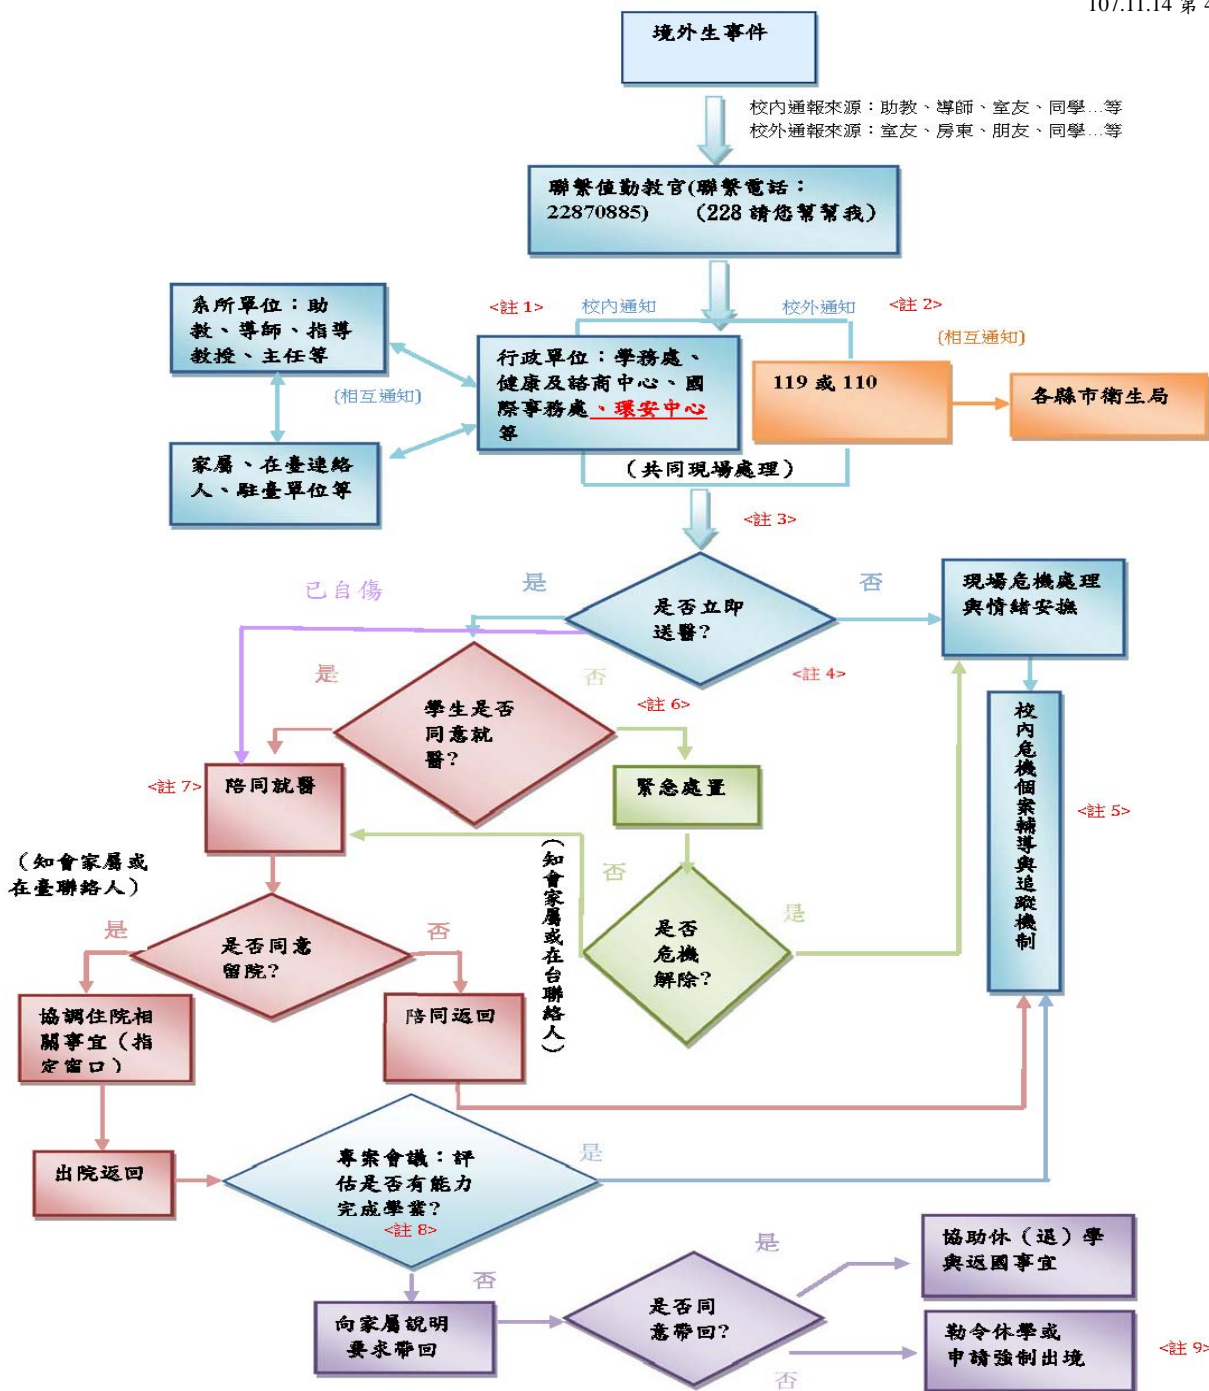 107.11.14 第 4
境外生事件
校內通報來源：助教、導師、室友、同學...等
校外通報來源：室友、房東、朋友、同學...等
聯繫值勤教官(聯繫電話：
22870885) （228 請您幫幫我）
<註 1>
校內通知
校外通知
<註 2>
系所單位：助
教、導師、指導
教授、主任等
(相互通知)
行政單位：學務處、
健康及諮商中心、國
際事務處、環安中心
等
119 或 110
(相互通知)
各縣市衛生局
家屬、在臺連絡
人、駐臺單位等
（共同現場處理）
<註 3>
已自傷
是
是否立即
送醫?
否
現場危機處理
與情緒安撫
<註 4>
是
學生是否
同意就
醫?
否
<註 6>
校內危機個案輔導與追蹤機制
<註 5>
<註 7>
陪同就醫
緊急處置
（知會家屬或
在臺聯絡人）
（知會家屬或在台聯絡人）
否
是否
危機
解除?
是
是
是否同意
留院?
否
協調住院相
關事宜（指
定窗口）
陪同返回
出院返回
專案會議：評
估是否有能力
完成學業?
<註 8>
是
否
向家屬說明
要求帶回
是否同
意帶回?
是
協助休（退）學
與返國事宜
否
勒令休學或
申請強制出境
<註 9>